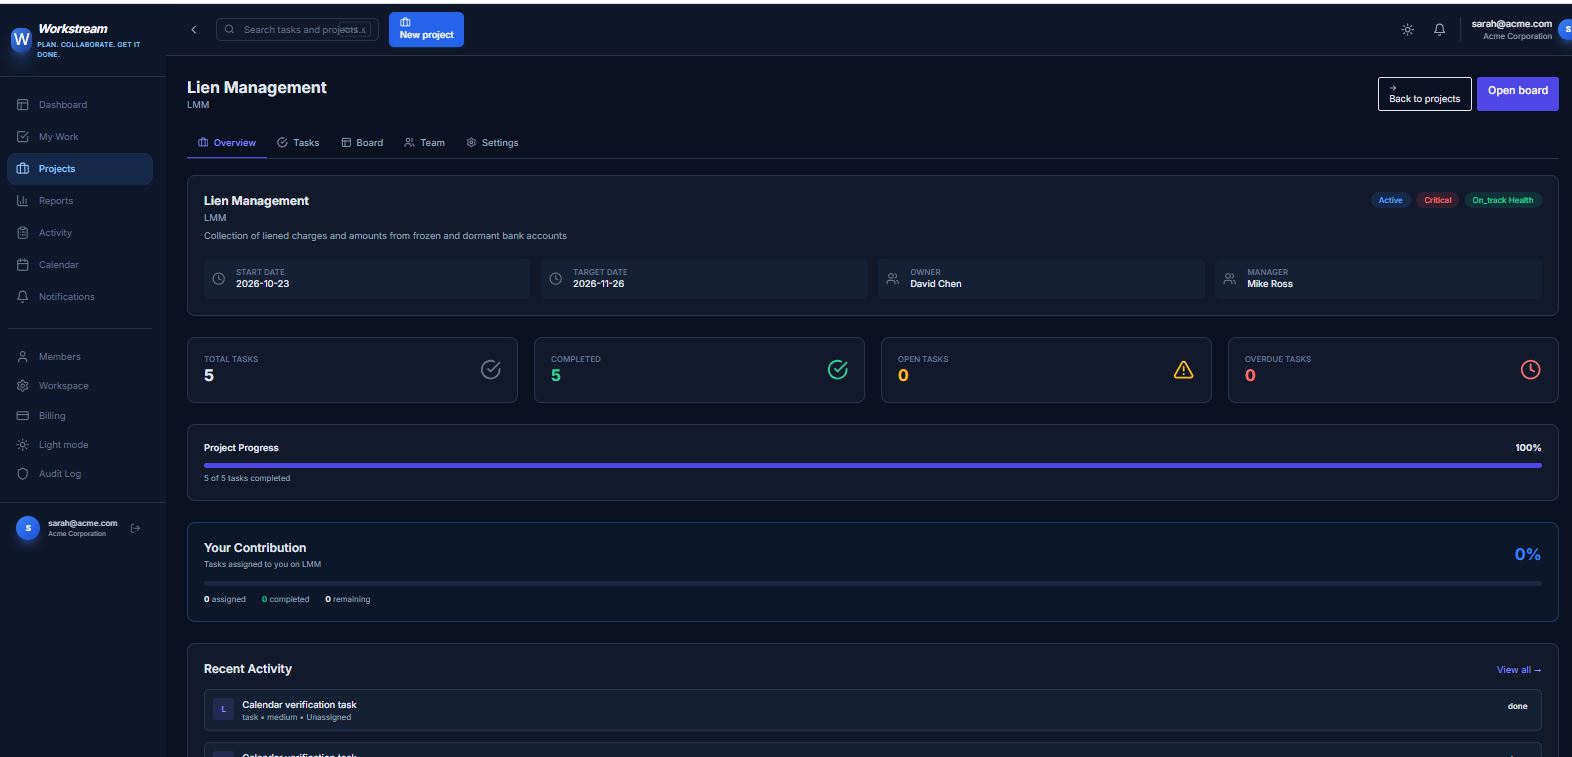 W
Workstream
PLAN. COLLABORATE. GET IT
DONE.
Dashboard
My Work
Projects
Reports
Activity
Calendar
Notifications
Members
Workspace
Billing
Light mode
Audit Log
S
sarah@acme.com
Acme Corporation
Search tasks and projects...
New project
sarah@acme.com
Acme Corporation
S
Lien Management
LMM
→
Back to projects
Open board
Overview
Tasks
Board
Team
Settings
Lien Management
LMM
Collection of liened charges and amounts from frozen and dormant bank accounts
Active
Critical
On_track Health
START DATE
2026-10-23
TARGET DATE
2026-11-26
OWNER
David Chen
MANAGER
Mike Ross
TOTAL TASKS
5
COMPLETED
5
OPEN TASKS
0
OVERDUE TASKS
0
Project Progress
100%
5 of 5 tasks completed
Your Contribution
Tasks assigned to you on LMM
0%
0 assigned
0 completed
0 remaining
Recent Activity
View all →
L
Calendar verification task
task • medium • Unassigned
done
Calendar verification task